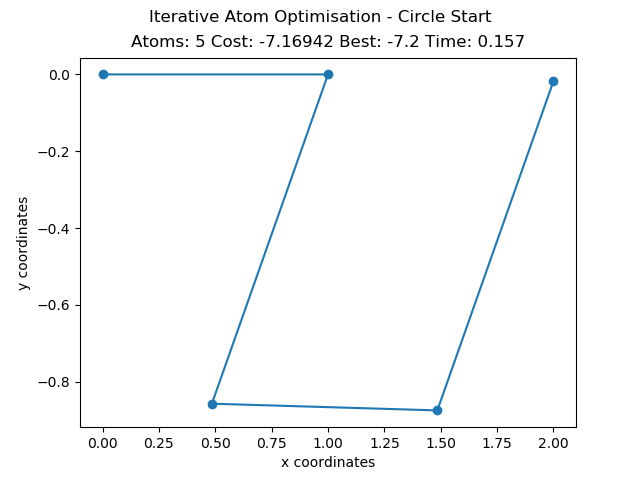 Iterative Atom Optimisation - Circle Start
Atoms: 5 Cost: -7.16942 Best: -7.2 Time: 0.157
0.0
−0.2
−0.4
−0.6
−0.8
y coordinates
0.00 0.25 0.50 0.75 1.00 1.25 1.50 1.75 2.00
x coordinates